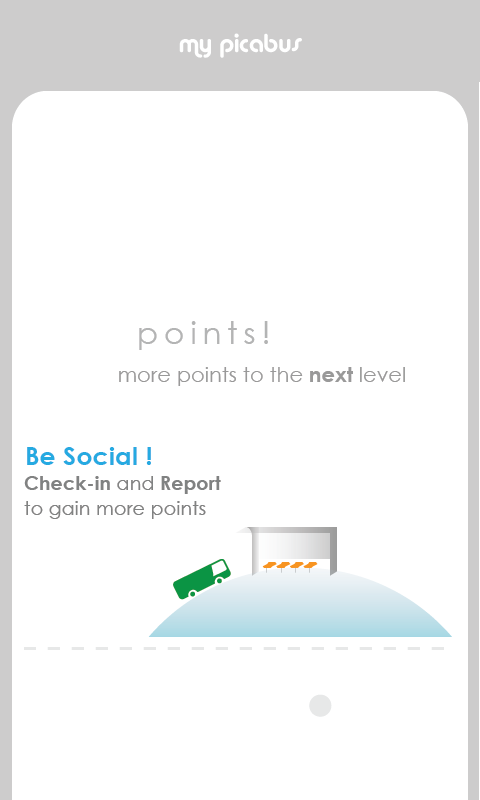 my picabus
points!
more points to the next level
Be Social !
Check-in and Report
to gain more points